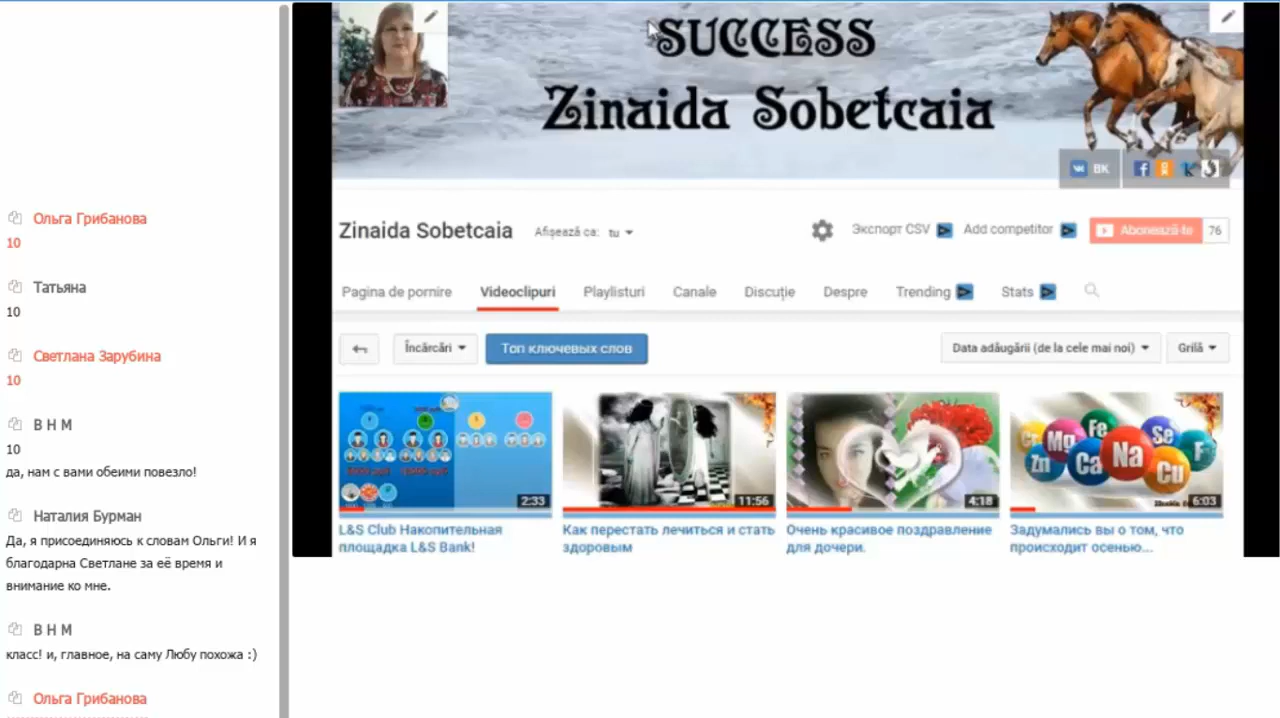 Ольга Грибанова
10
Татьяна
10
Светлана Зарубина
10
В Н М
10
да, нам с вами обеими повезло!
Наталия Бурман
Да, я присоединяюсь к словам Ольги! И я
благодарна Светлане за её время и
внимание ко мне.
В Н М
класс! и, главное, на саму Любу похожа :)
Ольга Грибанова
SUCCESS
Zinaida Sobetcaia
ВК
Zinaida Sobetcaia
Afișează ca: tu
Экспорт CSV
Add competitor
Abonează-te 76
Pagina de pornire Videoclipuri Playlisturi Canale Discuție Despre Trending Stats
Încărcări
Топ ключевых слов
Data adăugării (de la cele mai noi)
Grilă
2:33
11:56
4:18
Cr Mg Fe Se F
Zn Ca Na Cu
6:03
L&S Club Накопительная
площадка L&S Bank!
Как перестать лечиться и стать
здоровым
Очень красивое поздравление
для дочери.
Задумались вы о том, что
происходит осенью...